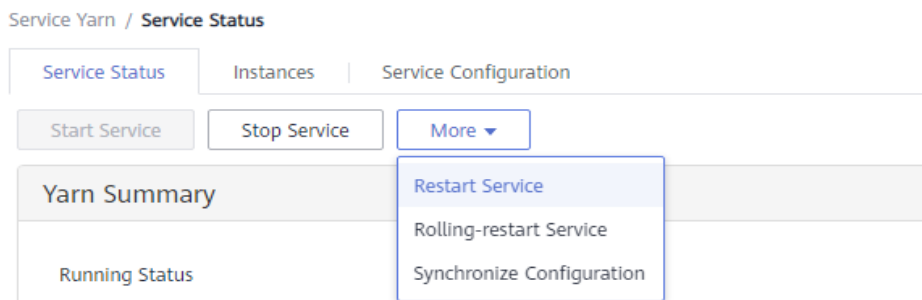 Service Yarn / Service Status
Service Status Instances Service Configuration
Start Service Stop Service More
Restart Service
Yarn Summary
Rolling-restart Service
Running Status
Synchronize Configuration